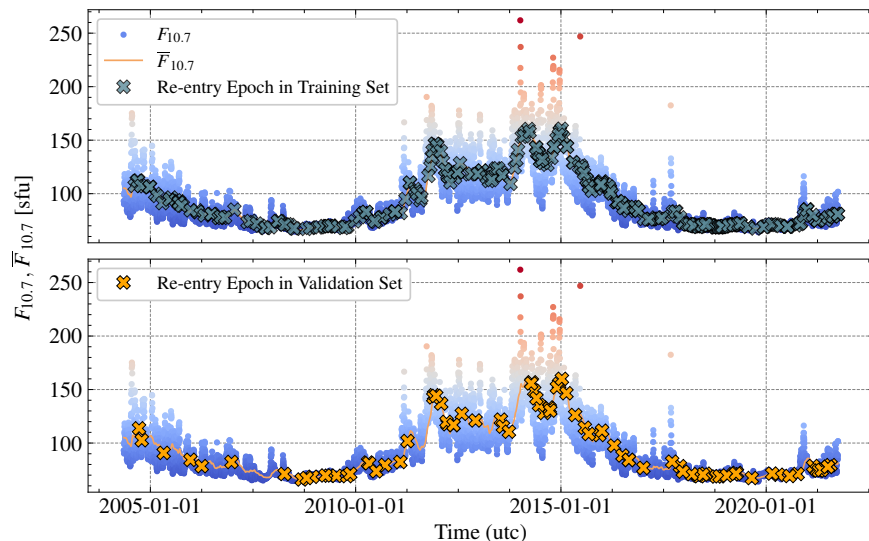 250
200
150
100
F10.7
F̅10.7
Re-entry Epoch in Training Set
F10.7, F̅10.7 [sfu]
250
200
150
100
Re-entry Epoch in Validation Set
2005-01-01 2010-01-01 2015-01-01 2020-01-01
Time (utc)